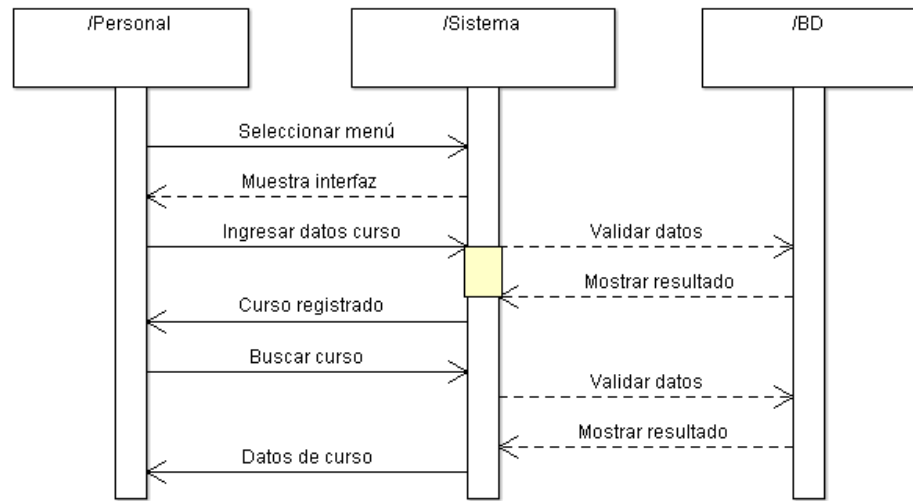 /Personal
/Sistema
/BD
Seleccionar menú
Muestra interfaz
Ingresar datos curso
Validar datos
Mostrar resultado
Curso registrado
Buscar curso
Validar datos
Mostrar resultado
Datos de curso